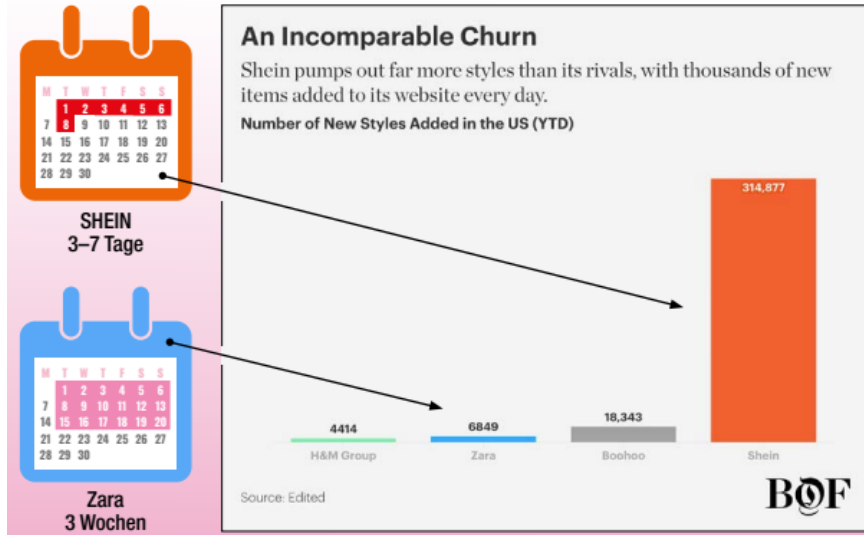 M T W T F S S
1 2 3 4 5 6
7 8 9 10 11 12 13
14 15 16 17 18 19 20
21 22 23 24 25 26 27
28 29 30
SHEIN
3–7 Tage
M T W T F S S
1 2 3 4 5 6
7 8 9 10 11 12 13
14 15 16 17 18 19 20
21 22 23 24 25 26 27
28 29 30
Zara
3 Wochen
An Incomparable Churn
Shein pumps out far more styles than its rivals, with thousands of new
items added to its website every day.
Number of New Styles Added in the US (YTD)
314,877
18,343
6849
4414
H&M Group Zara Boohoo Shein
Source: Edited
BOF